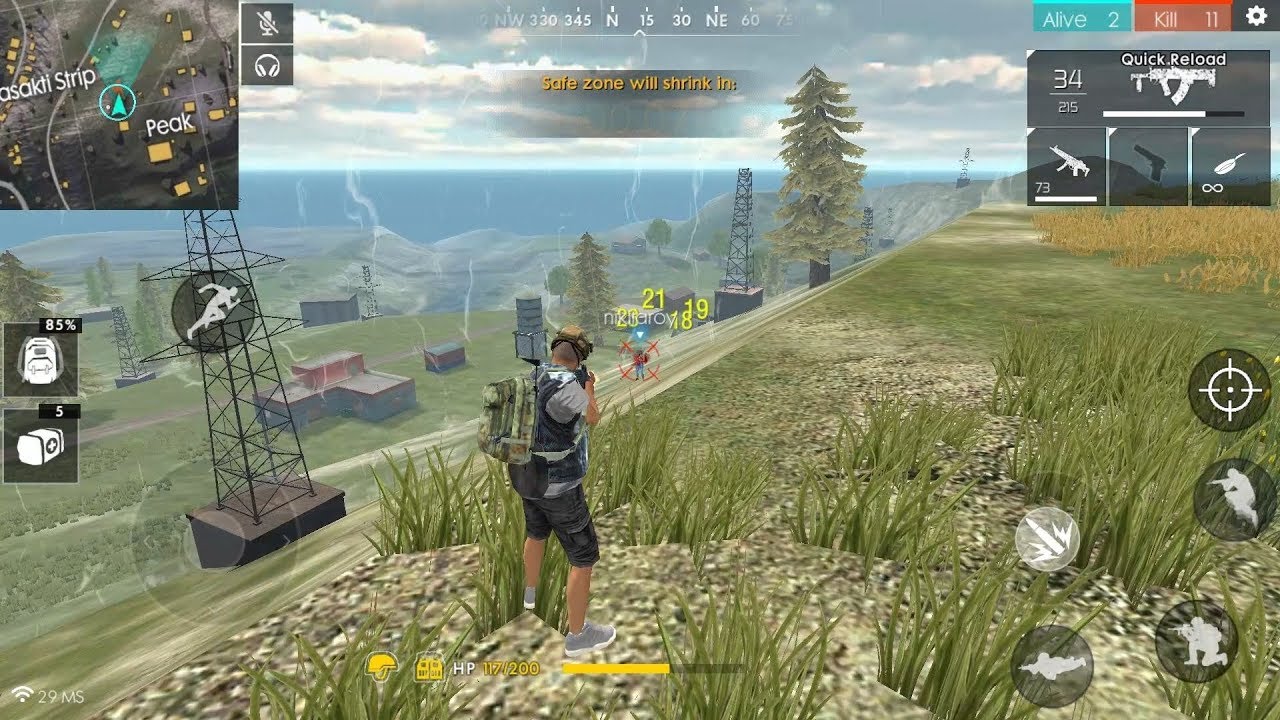 NW 330 345 N 15 30 NE 60 75
Alive 2
Kill 11
asakti Strip
Peak
Safe zone will shrink in:
Quick Reload
34
215
73
∞
21
19
18
85%
5
HP 117/200
29 MS